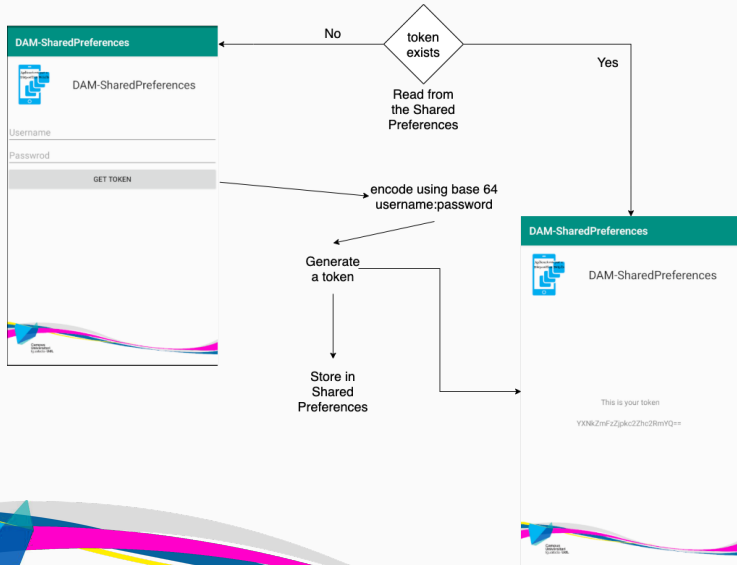 DAM-SharedPreferences
DAM-SharedPreferences
Username
Passwrod
GET TOKEN
No
token
exists
Yes
Read from
the Shared
Preferences
encode using base 64
username:password
Generate
a token
Store in
Shared
Preferences
DAM-SharedPreferences
DAM-SharedPreferences
This is your token
YXNkZmFzZjpkc2Zhc2RmYQ==